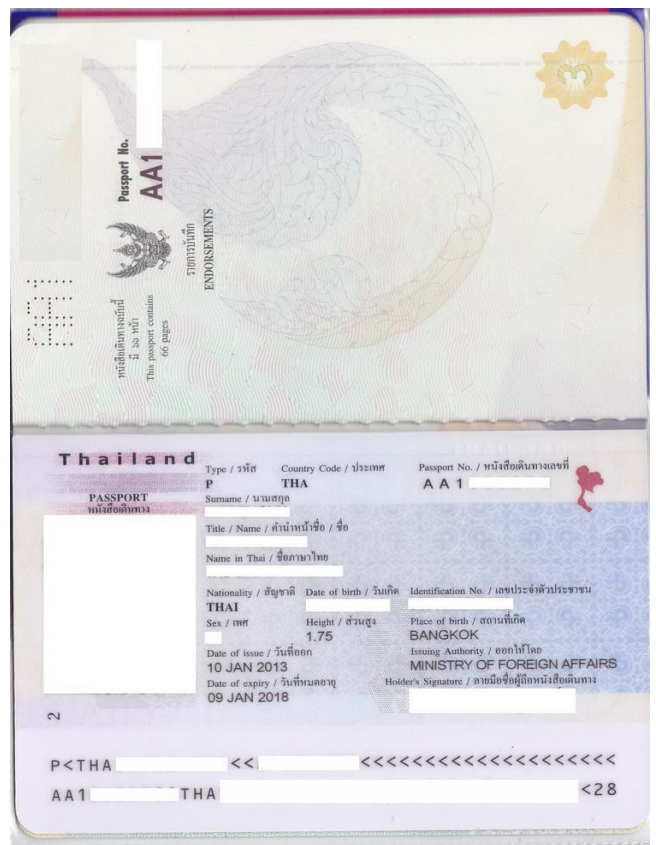 Passport No.
AA1
รายการบันทึก
ENDORSEMENTS
หนังสือเดินทางฉบับนี้
มี ๖๖ หน้า
This passport contains
66 pages
Thailand
PASSPORT
หนังสือเดินทาง
Type / รหัส Country Code / ประเทศ Passport No. / หนังสือเดินทางเลขที่
P THA AA1
Surname / นามสกุล
Title / Name / คำนำหน้าชื่อ / ชื่อ
Name in Thai / ชื่อภาษาไทย
Nationality / สัญชาติ Date of birth / วันเกิด Identification No. / เลขประจำตัวประชาชน
THAI
Sex / เพศ Height / ส่วนสูง Place of birth / สถานที่เกิด
1.75 BANGKOK
Date of issue / วันที่ออก Issuing Authority / ออกให้โดย
10 JAN 2013 MINISTRY OF FOREIGN AFFAIRS
Date of expiry / วันที่หมดอายุ Holder's Signature / ลายมือชื่อผู้ถือหนังสือเดินทาง
09 JAN 2018
2
P<THA << <<<<<<<<<<<<<<<<<<<<<
AA1 THA <28